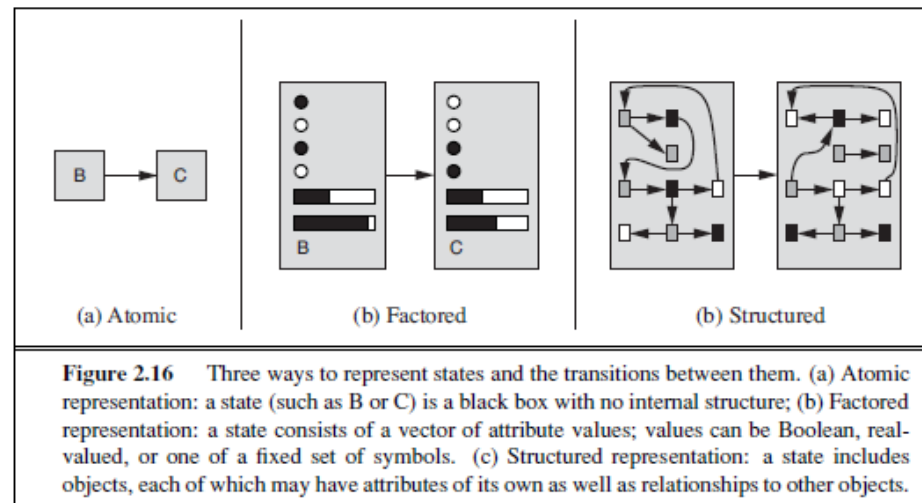 B
C
B
C
(a) Atomic
(b) Factored
(b) Structured
Figure 2.16 Three ways to represent states and the transitions between them. (a) Atomic
representation: a state (such as B or C) is a black box with no internal structure; (b) Factored
representation: a state consists of a vector of attribute values; values can be Boolean, real-
valued, or one of a fixed set of symbols. (c) Structured representation: a state includes
objects, each of which may have attributes of its own as well as relationships to other objects.